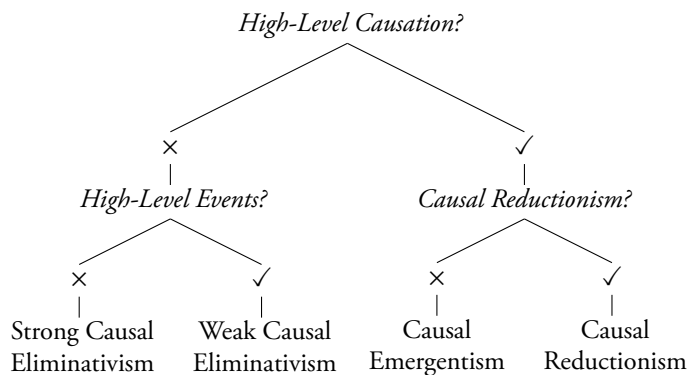 High-Level Causation?
× ✓
High-Level Events? Causal Reductionism?
× ✓ × ✓
Strong Causal Weak Causal Causal Causal
Eliminativism Eliminativism Emergentism Reductionism